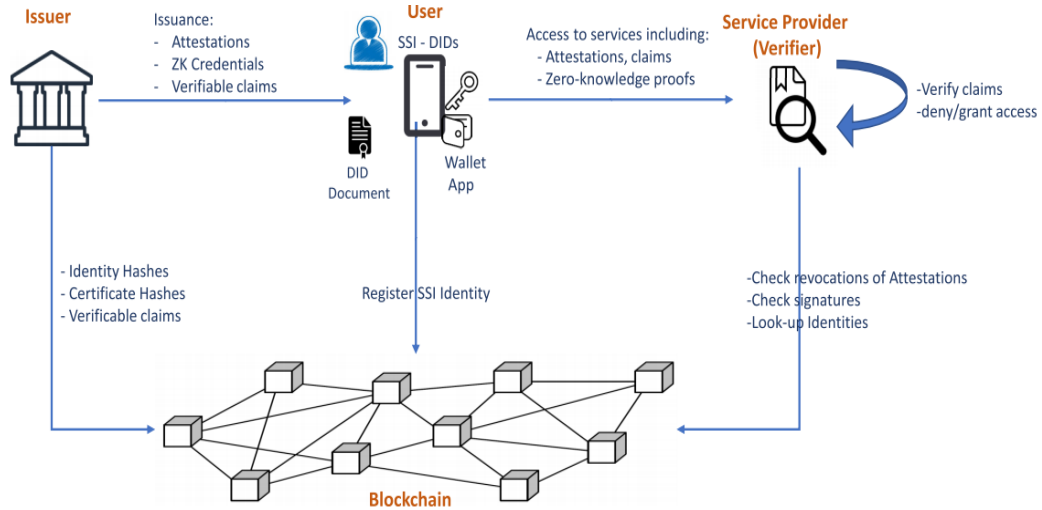 Issuer
Issuance:
- Attestations
- ZK Credentials
- Verifiable claims
User
SSI - DIDs
DID
Document
Wallet
App
Access to services including:
- Attestations, claims
- Zero-knowledge proofs
Service Provider
(Verifier)
-Verify claims
-deny/grant access
- Identity Hashes
- Certificate Hashes
- Verificable claims
Register SSI Identity
-Check revocations of Attestations
-Check signatures
-Look-up Identities
Blockchain